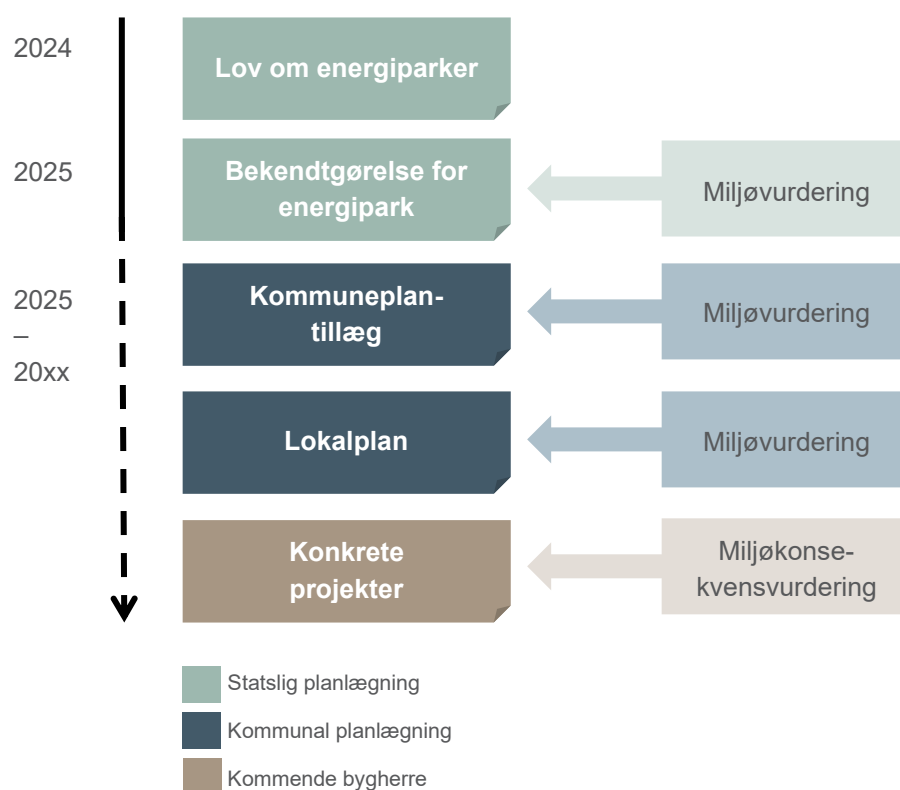 2024
Lov om energiparker
2025
Bekendtgørelse for
energipark
Miljøvurdering
2025
–
20xx
Kommuneplan-
tillæg
Miljøvurdering
Lokalplan
Miljøvurdering
Konkrete
projekter
Miljøkonse-
kvensvurdering
Statslig planlægning
Kommunal planlægning
Kommende bygherre